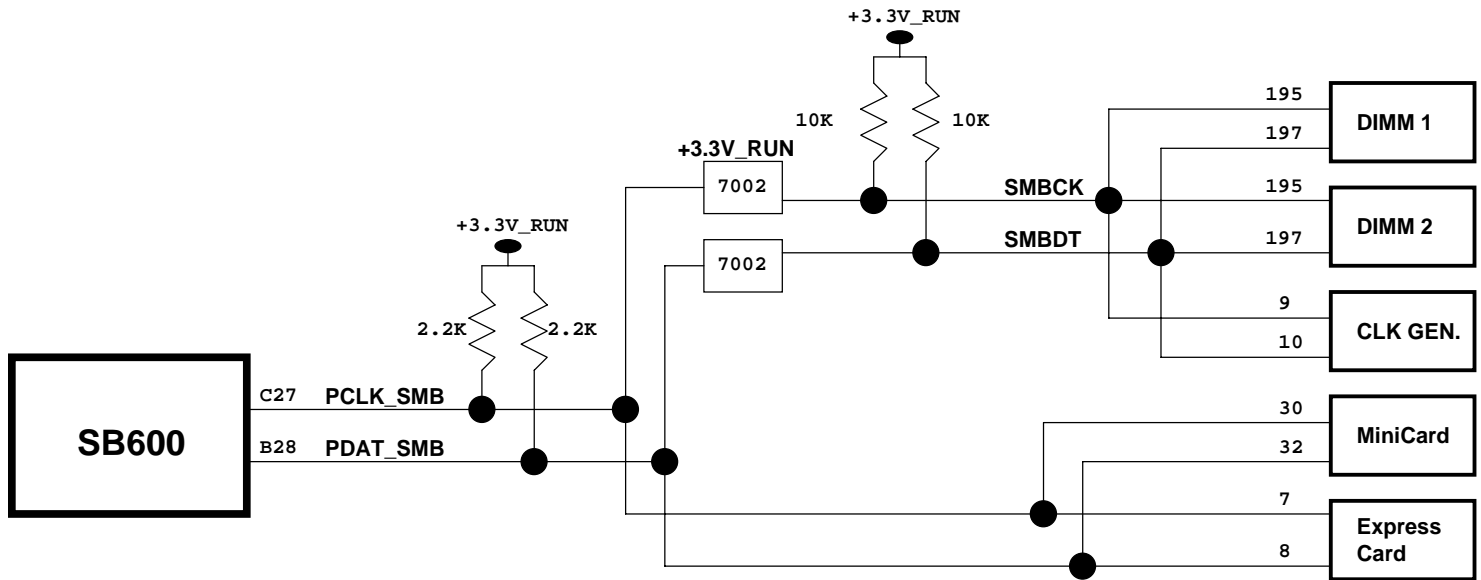 +3.3V_RUN
10K
10K
+3.3V_RUN
7002
7002
SMBCK
SMBDT
195
197
DIMM 1
195
197
DIMM 2
9
10
CLK GEN.
+3.3V_RUN
2.2K
2.2K
SB600
C27
PCLK_SMB
B28
PDAT_SMB
30
32
MiniCard
7
8
Express
Card